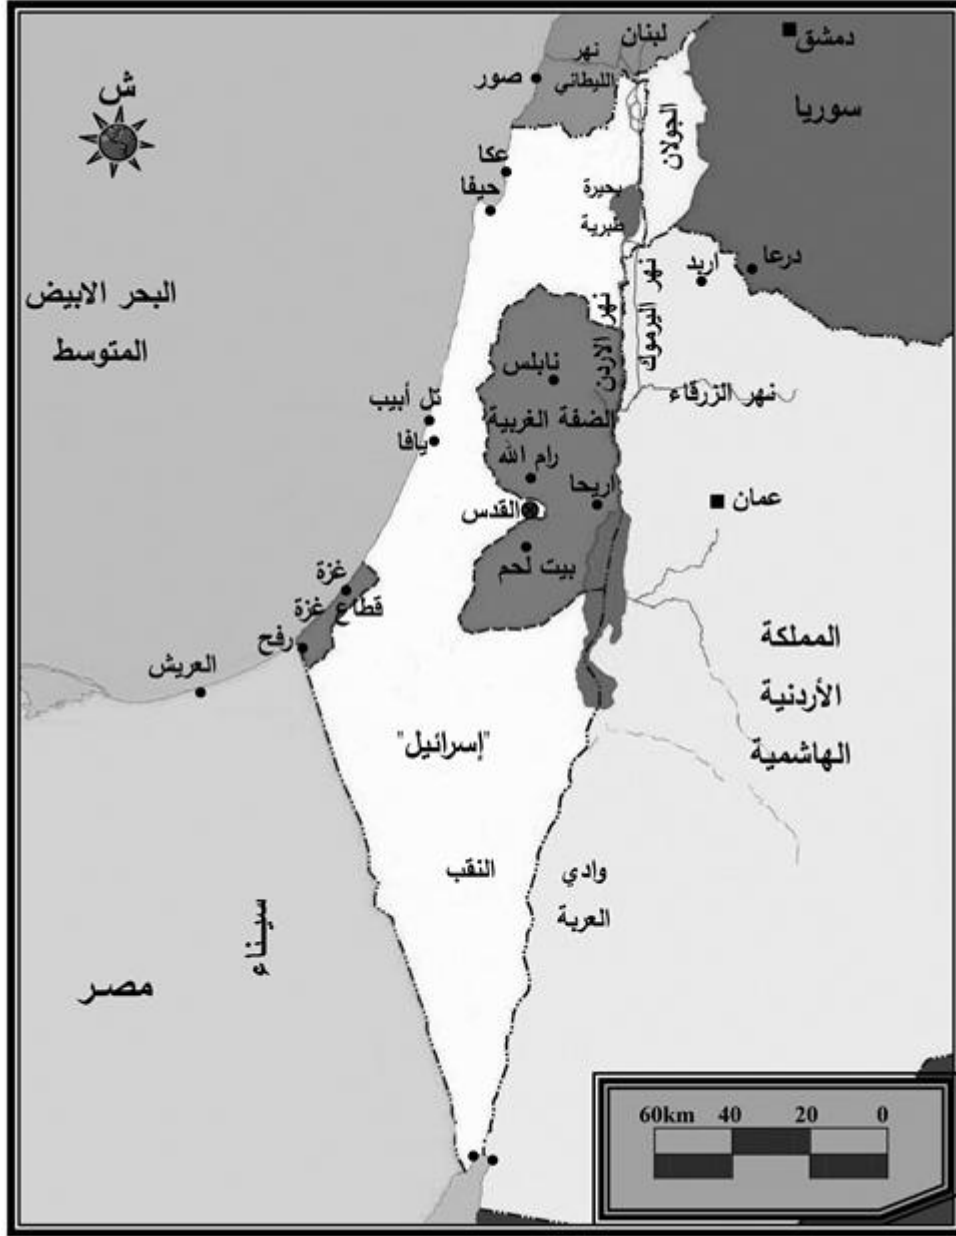 لبنان
نهر
الليطاني
دمشق
صور
سوريا
ش
الجولان
عكا
حيفا
بحيرة
طبرية
درعا
اربد
نهر اليرموك
البحر الابيض
المتوسط
نهر الاردن
نابلس
نهر الزرقاء
تل أبيب
يافا
الضفة الغربية
رام الله
اريحا
عمان
القدس
بيت لحم
غزة
قطاع غزة
رفح
العريش
المملكة
الأردنية
الهاشمية
"إسرائيل"
النقب
وادي
العربة
سيناء
مصر
60km 40 20 0